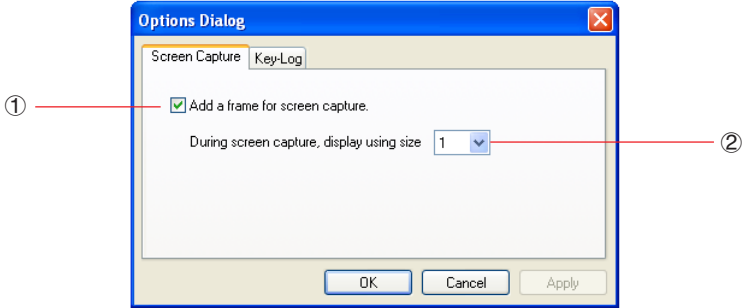 Options Dialog
Screen Capture Key-Log
① Add a frame for screen capture.
During screen capture, display using size 1 ②
OK Cancel Apply